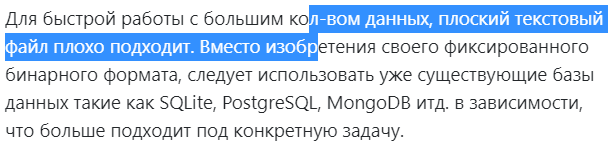 Для быстрой работы с большим кол-вом данных, плоский текстовый
файл плохо подходит. Вместо изобретения своего фиксированного
бинарного формата, следует использовать уже существующие базы
данных такие как SQLite, PostgreSQL, MongoDB итд. в зависимости,
что больше подходит под конкретную задачу.